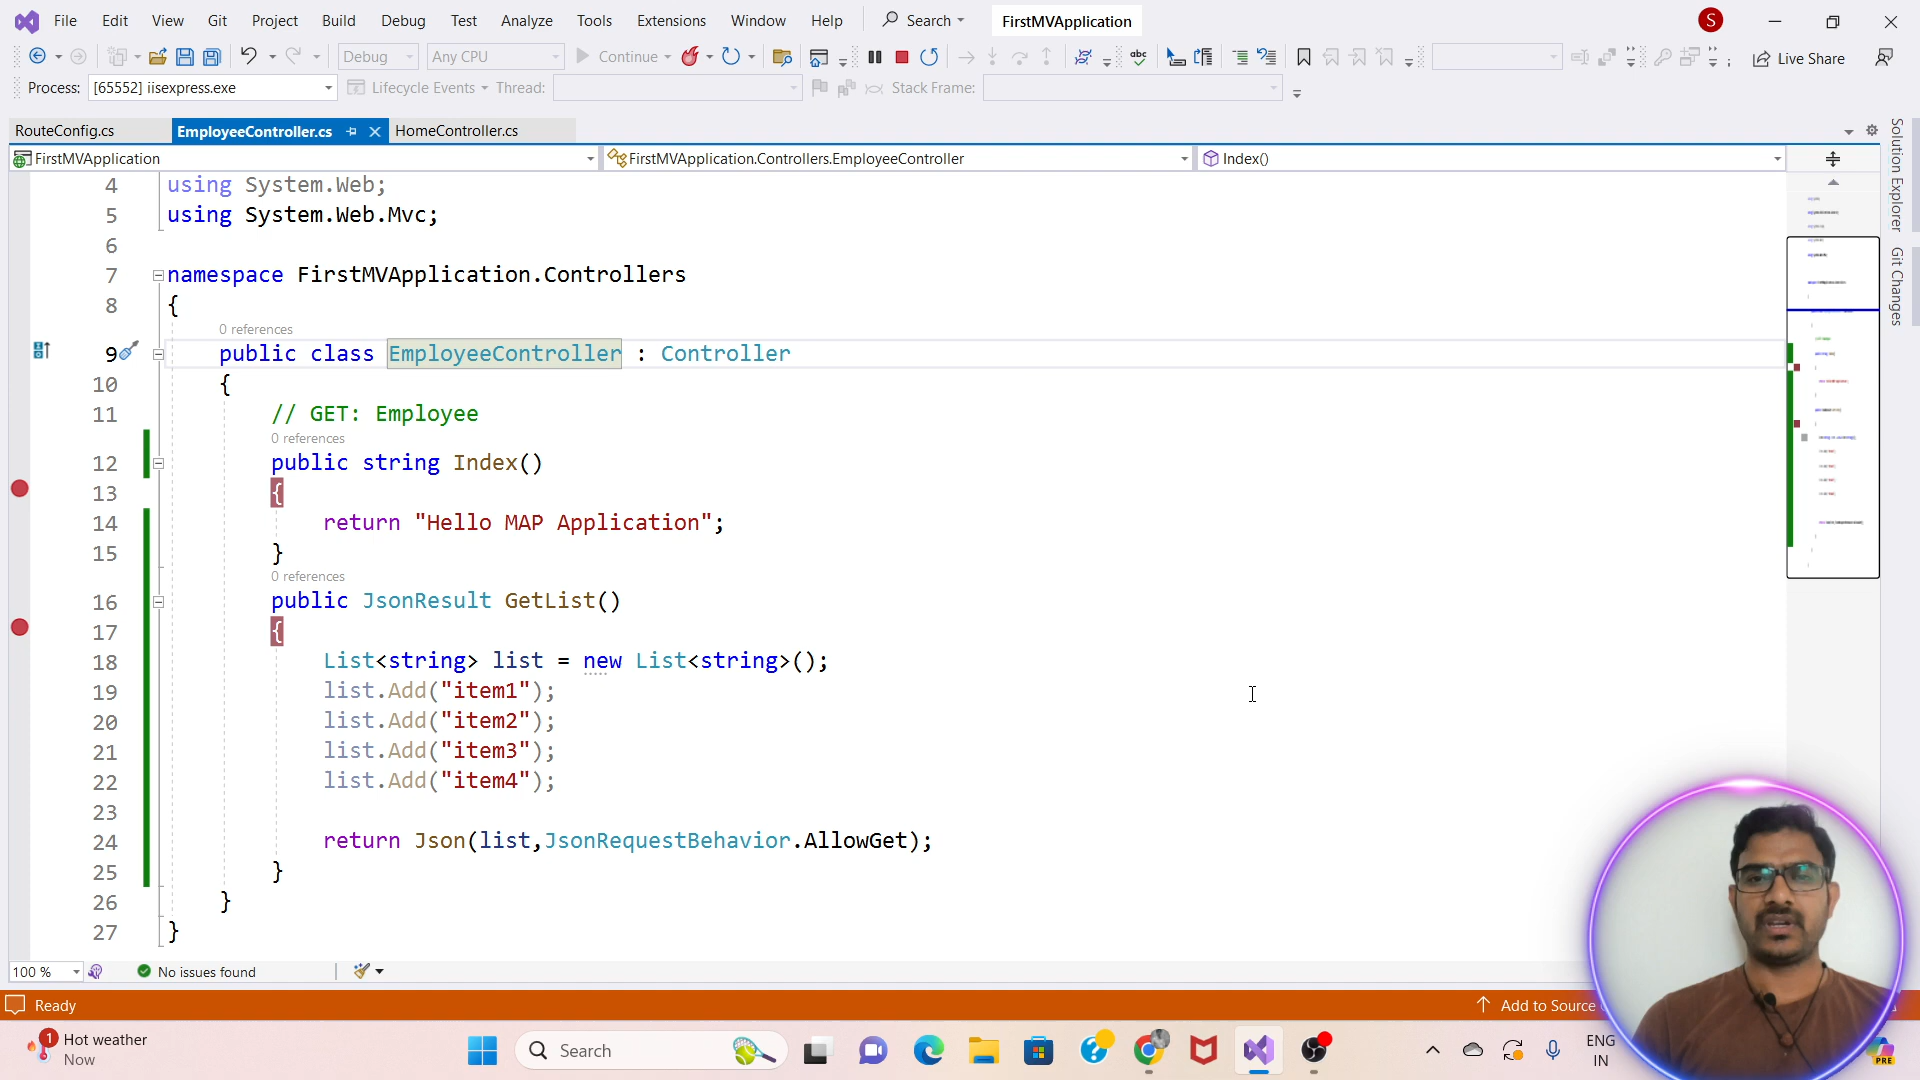 File Edit View Git Project Build Debug Test Analyze Tools Extensions Window Help Search FirstMVApplication S
Debug Any CPU Continue abc Live Share
Process: [65552] iisexpress.exe Lifecycle Events Thread: Stack Frame:
RouteConfig.cs EmployeeController.cs HomeController.cs
FirstMVApplication FirstMVApplication.Controllers.EmployeeController Index()
Solution Explorer
Git Changes
4 using System.Web;
5 using System.Web.Mvc;
6
7 namespace FirstMVApplication.Controllers
8 {
0 references
9 public class EmployeeController : Controller
10 {
11 // GET: Employee
0 references
12 public string Index()
13 {
14 return "Hello MAP Application";
15 }
0 references
16 public JsonResult GetList()
17 {
18 List<string> list = new List<string>();
19 list.Add("item1");
20 list.Add("item2");
21 list.Add("item3");
22 list.Add("item4");
23
24 return Json(list,JsonRequestBehavior.AllowGet);
25 }
26 }
27 }
100 % No issues found
Ready Add to Source
1 Hot weather
Now
Search
ENG
IN
PRE